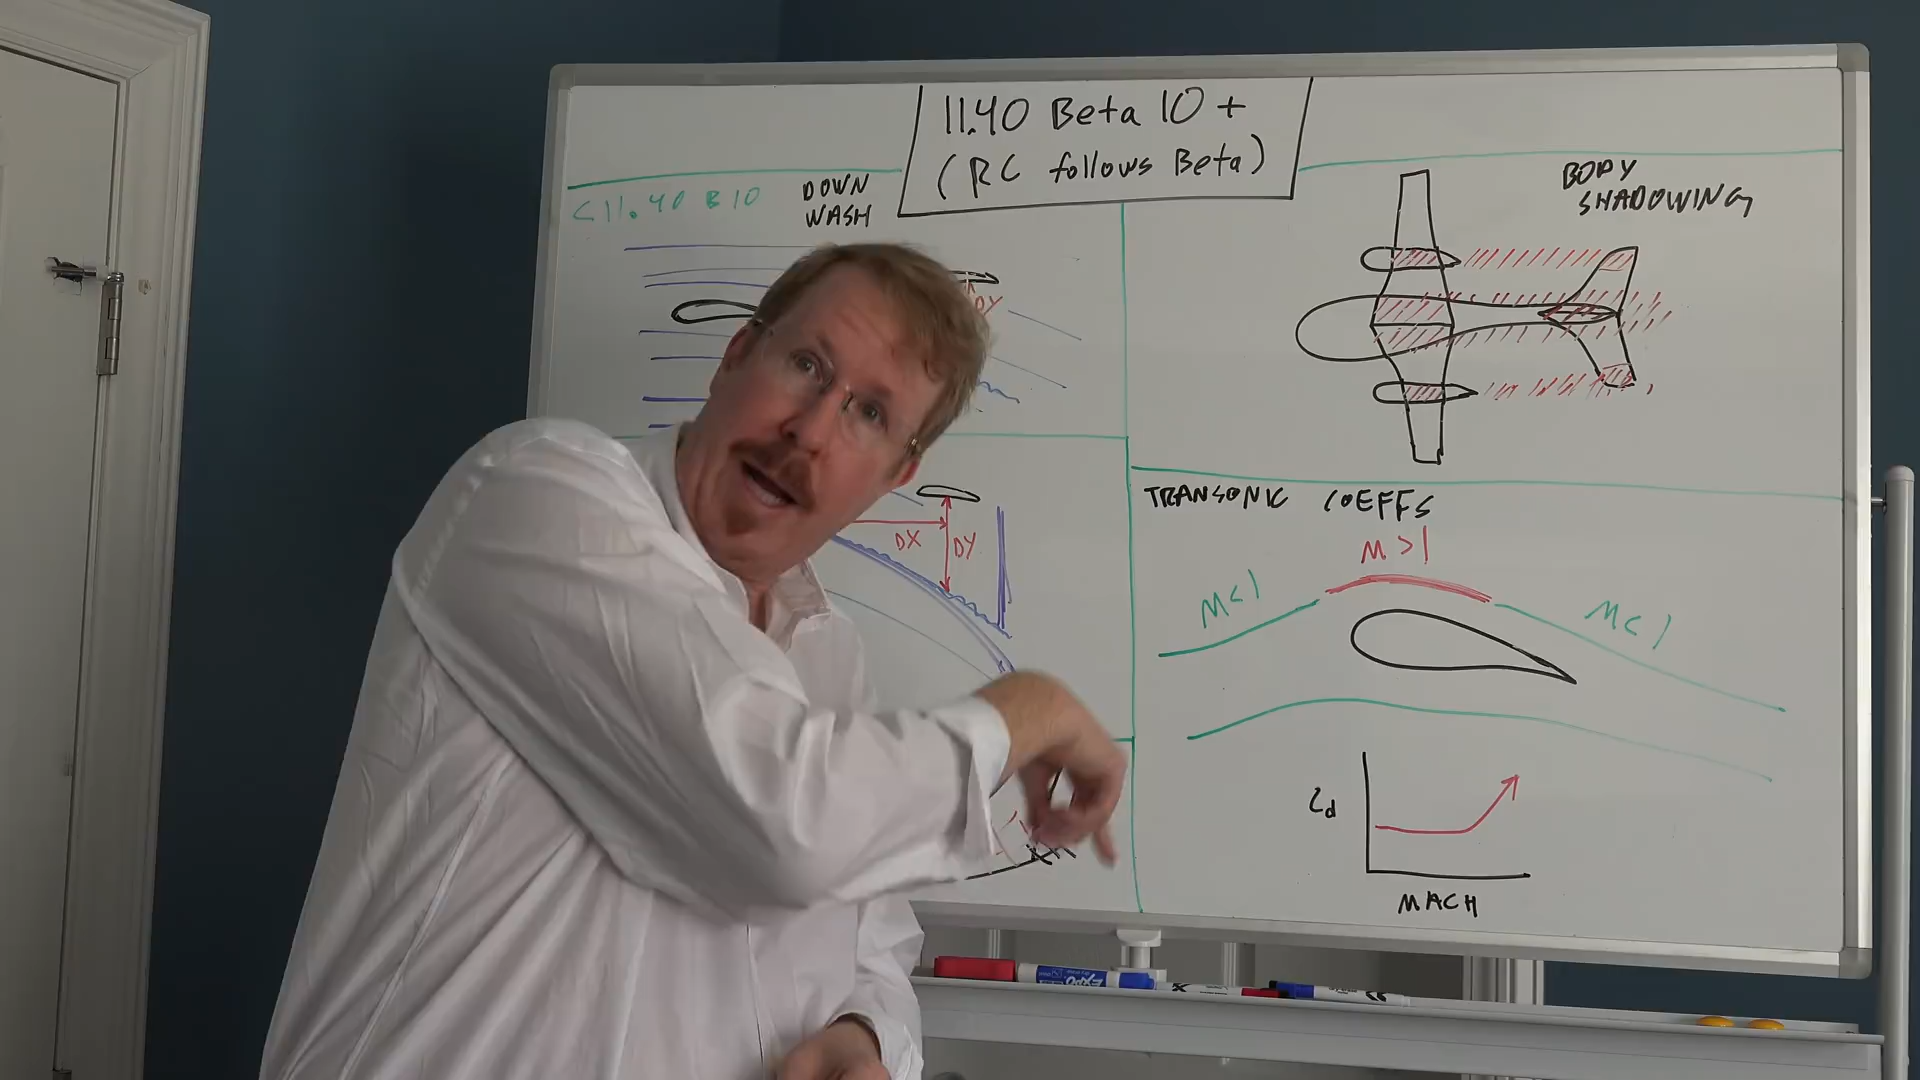 11.40 Beta 10+
(RC follows Beta)
<11.40 B10
DOWN
WASH
DY
DX
DY
BODY
SHADOWING
TRANSONIC COEFFS
M>1
M<1
M<1
Cd
MACH
EXPO